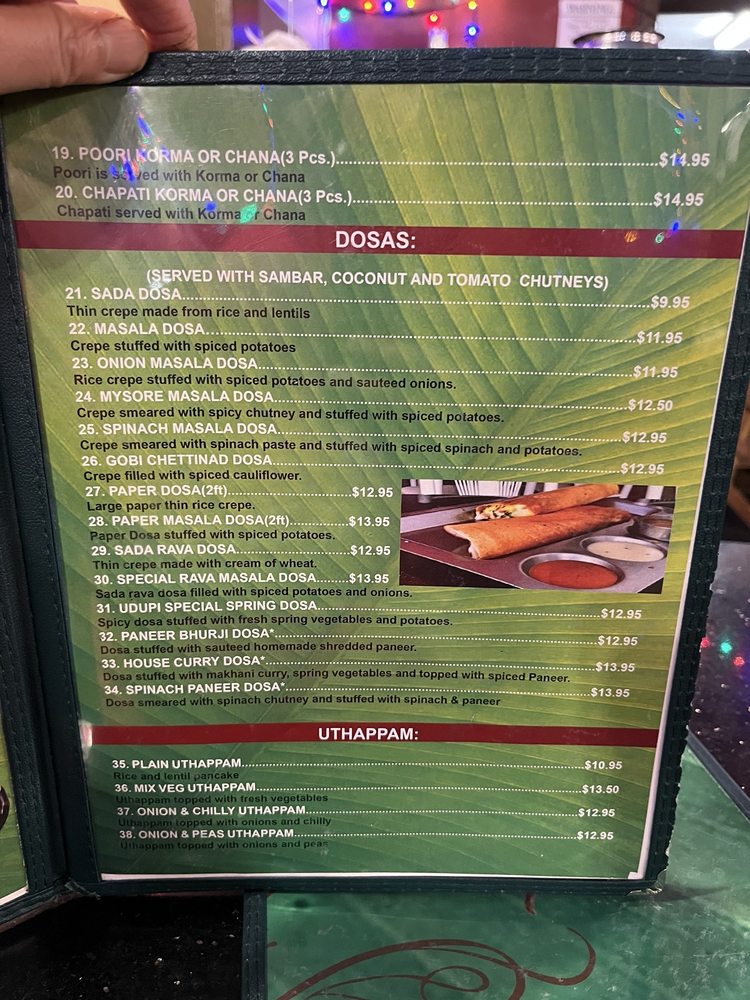 19. POORI KORMA OR CHANA(3 Pcs.)..........$14.95
Poori is served with Korma or Chana
20. CHAPATI KORMA OR CHANA(3 Pcs.)..........$14.95
Chapati served with Korma or Chana
DOSAS:
(SERVED WITH SAMBAR, COCONUT AND TOMATO CHUTNEYS)
21. SADA DOSA..........$9.95
Thin crepe made from rice and lentils
22. MASALA DOSA..........$11.95
Crepe stuffed with spiced potatoes
23. ONION MASALA DOSA..........$11.95
Rice crepe stuffed with spiced potatoes and sauteed onions.
24. MYSORE MASALA DOSA..........$12.50
Crepe smeared with spicy chutney and stuffed with spiced potatoes.
25. SPINACH MASALA DOSA..........$12.95
Crepe smeared with spinach paste and stuffed with spiced spinach and potatoes.
26. GOBI CHETTINAD DOSA..........$12.95
Crepe filled with spiced cauliflower.
27. PAPER DOSA(2ft)..........$12.95
Large paper thin rice crepe.
28. PAPER MASALA DOSA(2ft)..........$13.95
Paper Dosa stuffed with spiced potatoes.
29. SADA RAVA DOSA..........$12.95
Thin crepe made with cream of wheat.
30. SPECIAL RAVA MASALA DOSA..........$13.95
Sada rava dosa filled with spiced potatoes and onions.
31. UDUPI SPECIAL SPRING DOSA..........$12.95
Spicy dosa stuffed with fresh spring vegetables and potatoes.
32. PANEER BHURJI DOSA*..........$12.95
Dosa stuffed with sauteed homemade shredded paneer.
33. HOUSE CURRY DOSA*..........$13.95
Dosa stuffed with makhani curry, spring vegetables and topped with spiced Paneer.
34. SPINACH PANEER DOSA*..........$13.95
Dosa smeared with spinach chutney and stuffed with spinach & paneer
UTHAPPAM:
35. PLAIN UTHAPPAM..........$10.95
Rice and lentil pancake
36. MIX VEG UTHAPPAM..........$13.50
Uthappam topped with fresh vegetables
37. ONION & CHILLY UTHAPPAM..........$12.95
Uthappam topped with onions and chilly
38. ONION & PEAS UTHAPPAM..........$12.95
Uthappam topped with onions and peas